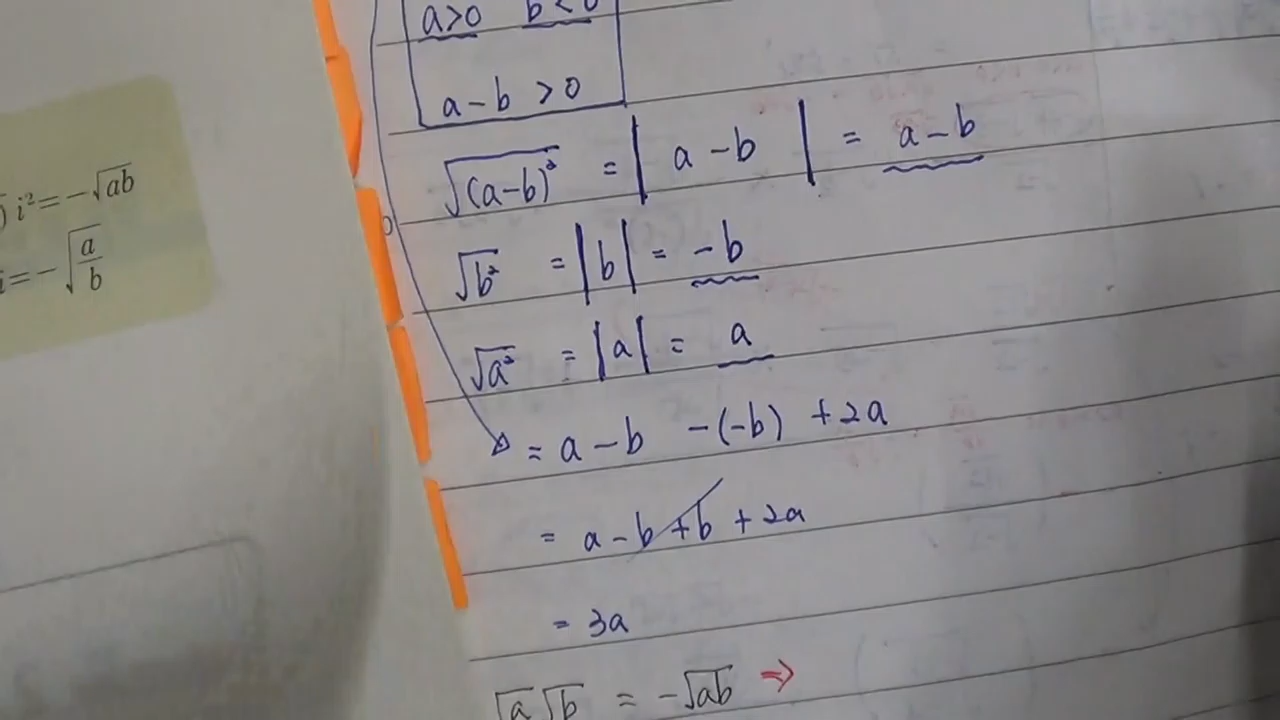 a>0 b<0
a-b >0
) i²=-√ab
i=-√(a/b)
√(a-b)² = | a-b | = a-b
√b² = |b| = -b
√a² = |a| = a
= a-b -(-b) +2a
= a-b+b +2a
= 3a
√a√b = -√ab ⇒